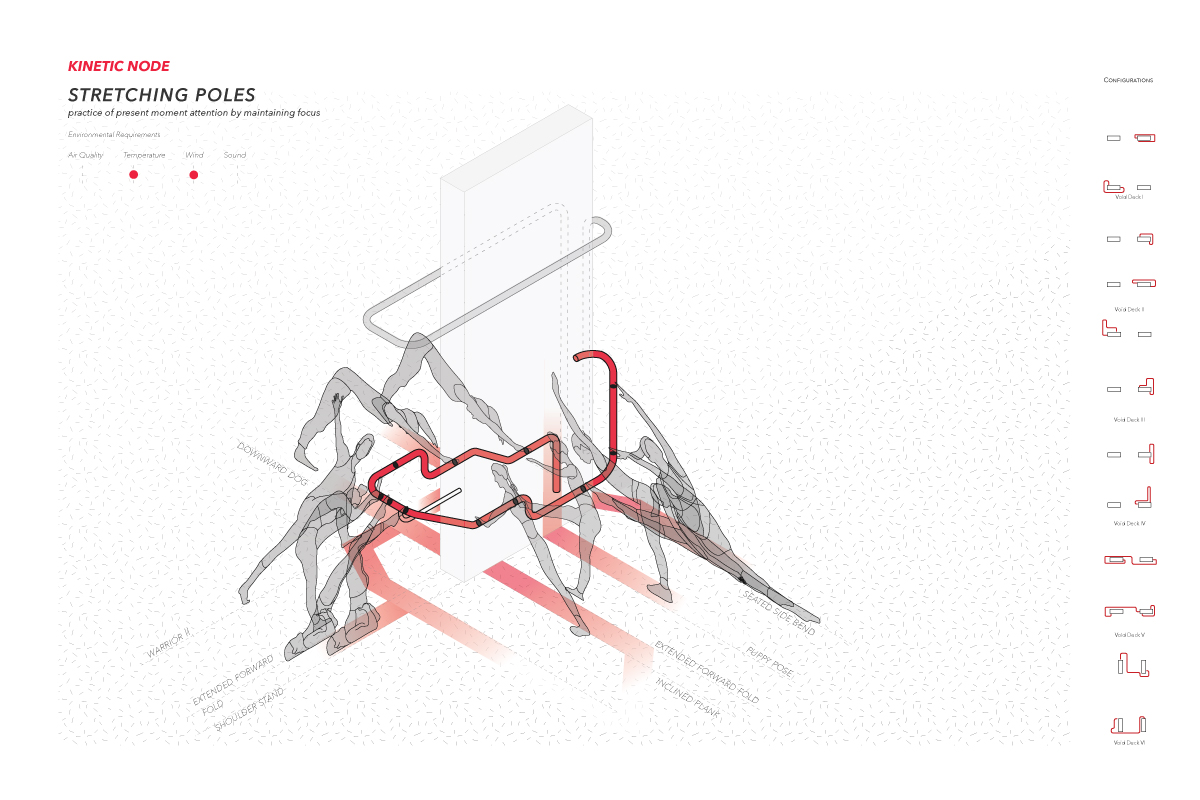 KINETIC NODE
STRETCHING POLES
practice of present moment attention by maintaining focus
Environmental Requirements
Air Quality
Temperature
Wind
Sound
CONFIGURATIONS
Void Deck I
Void Deck II
Void Deck III
Void Deck IV
Void Deck V
Void Deck VI
DOWNWARD DOG
WARRIOR II
EXTENDED FORWARD
FOLD
SHOULDER STAND
SEATED SIDE BEND
PUPPY POSE
EXTENDED FORWARD FOLD
INCLINED PLANK